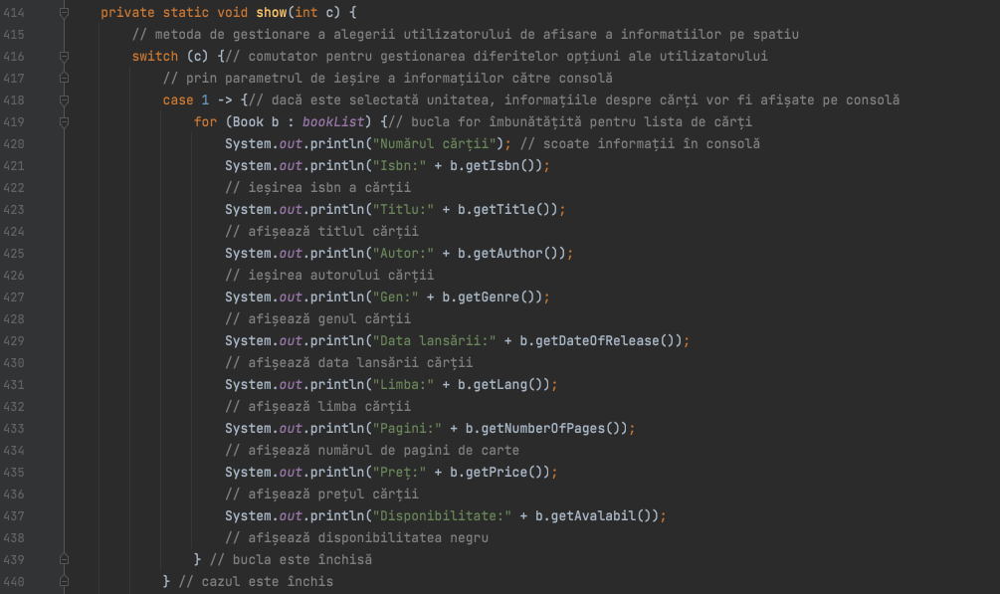 414 private static void show(int c) {
415 // metoda de gestionare a alegerii utilizatorului de afisare a informatiilor pe spatiu
416 switch (c) {// comutator pentru gestionarea diferitelor opțiuni ale utilizatorului
417 // prin parametrul de ieșire a informațiilor către consolă
418 case 1 -> {// dacă este selectată unitatea, informațiile despre cărți vor fi afișate pe consolă
419 for (Book b : bookList) {// bucla for îmbunătățită pentru lista de cărți
420 System.out.println("Numărul cărții"); // scoate informații în consolă
421 System.out.println("Isbn:" + b.getIsbn());
422 // ieșirea isbn a cărții
423 System.out.println("Titlu:" + b.getTitle());
424 // afișează titlul cărții
425 System.out.println("Autor:" + b.getAuthor());
426 // ieșirea autorului cărții
427 System.out.println("Gen:" + b.getGenre());
428 // afișează genul cărții
429 System.out.println("Data lansării:" + b.getDateOfRelease());
430 // afișează data lansării cărții
431 System.out.println("Limba:" + b.getLang());
432 // afișează limba cărții
433 System.out.println("Pagini:" + b.getNumberOfPages());
434 // afișează numărul de pagini de carte
435 System.out.println("Preț:" + b.getPrice());
436 // afișează prețul cărții
437 System.out.println("Disponibilitate:" + b.getAvalabil());
438 // afișează disponibilitatea negru
439 } // bucla este închisă
440 } // cazul este închis